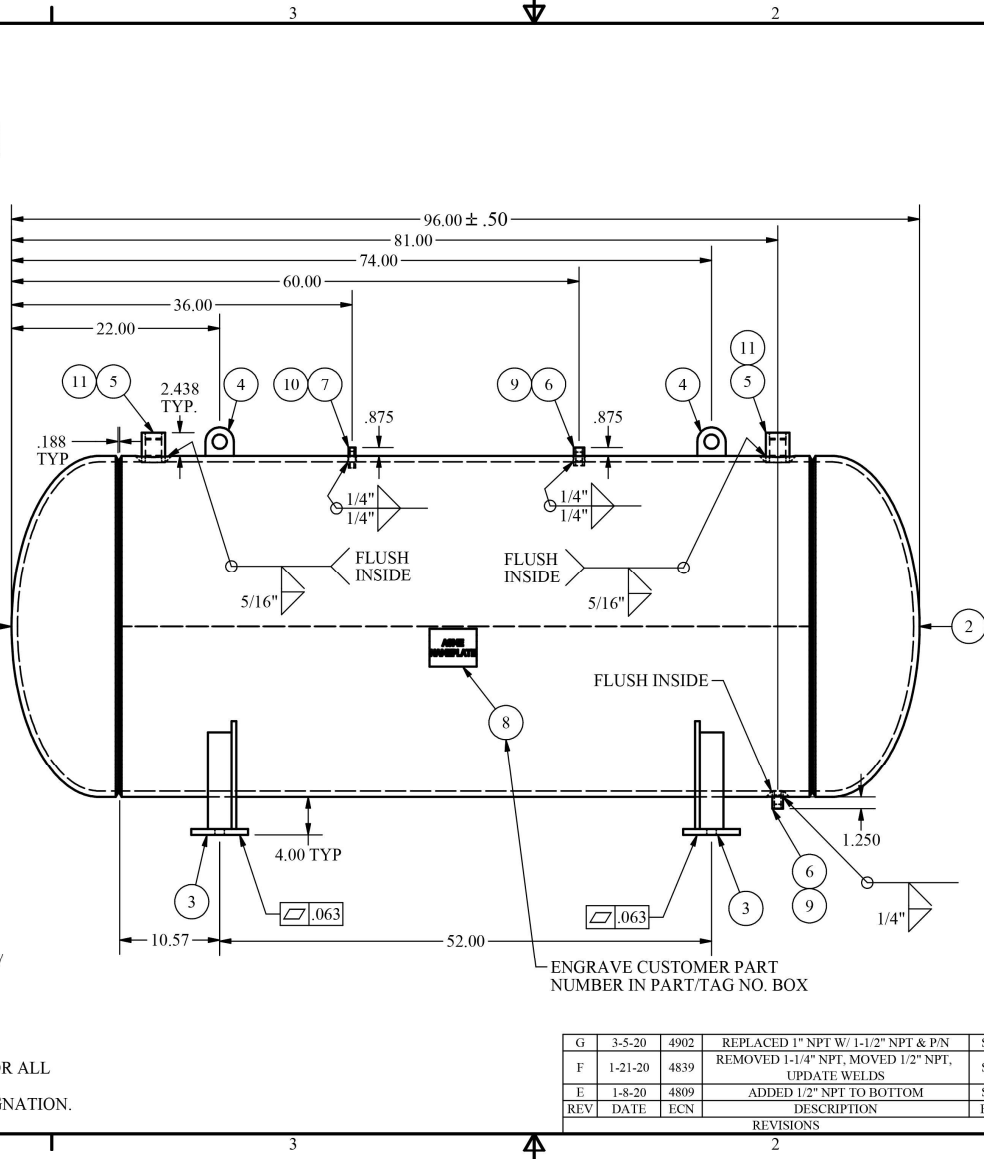 3
2
96.00 ± .50
81.00
74.00
60.00
36.00
22.00
11 5
2.438
TYP.
4
10 7
9 6
4
11
5
.188
TYP
.875
.875
1/4"
1/4"
1/4"
1/4"
FLUSH
INSIDE
FLUSH
INSIDE
5/16"
5/16"
2
ASME
NAMEPLATE
FLUSH INSIDE
8
4.00 TYP
1.250
3
.063
.063
3
6
9
1/4"
10.57
52.00
ENGRAVE CUSTOMER PART
NUMBER IN PART/TAG NO. BOX
R ALL
GNATION.
G 3-5-20 4902 REPLACED 1" NPT W/ 1-1/2" NPT & P/N S
F 1-21-20 4839 REMOVED 1-1/4" NPT, MOVED 1/2" NPT, S
UPDATE WELDS
E 1-8-20 4809 ADDED 1/2" NPT TO BOTTOM S
REV DATE ECN DESCRIPTION
REVISIONS
3
2